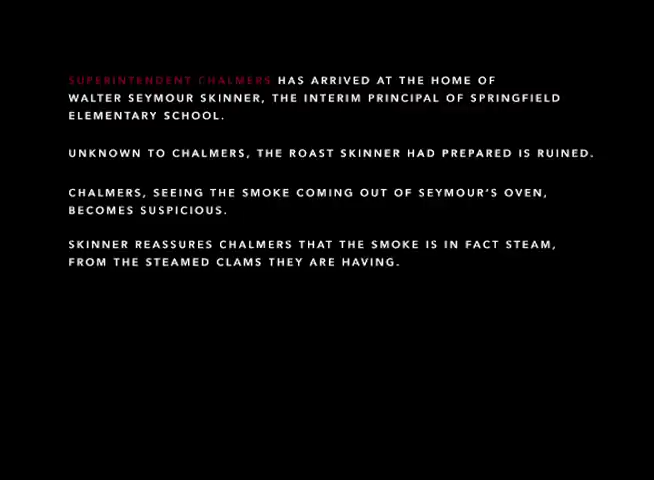 SUPERINTENDENT CHALMERS HAS ARRIVED AT THE HOME OF
WALTER SEYMOUR SKINNER, THE INTERIM PRINCIPAL OF SPRINGFIELD
ELEMENTARY SCHOOL.
UNKNOWN TO CHALMERS, THE ROAST SKINNER HAD PREPARED IS RUINED.
CHALMERS, SEEING THE SMOKE COMING OUT OF SEYMOUR'S OVEN,
BECOMES SUSPICIOUS.
SKINNER REASSURES CHALMERS THAT THE SMOKE IS IN FACT STEAM,
FROM THE STEAMED CLAMS THEY ARE HAVING.